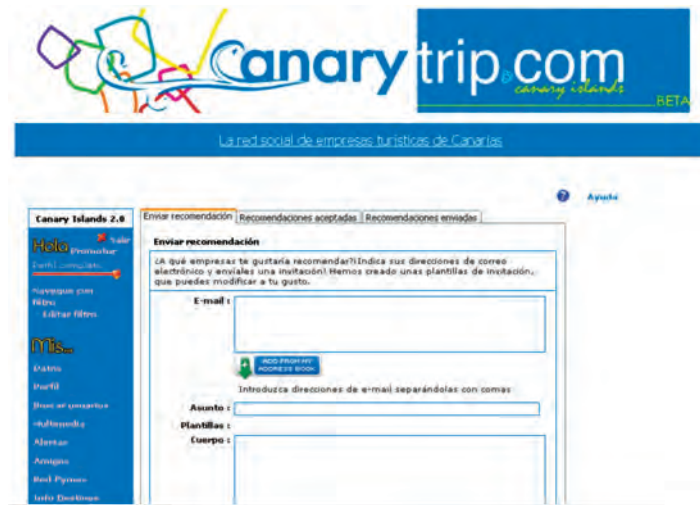 Canarytrip.com
canary islands
BETA
La red social de empresas turísticas de Canarias
Ayuda
Canary Islands 2.0
Enviar recomendación Recomendaciones aceptadas Recomendaciones enviadas
Hola Promotur
Salir
Perfil completo
Navegue con
filtro
Editar filtro
Mis...
Datos
Perfil
Buscar usuarios
Multimedia
Alertas
Amigos
Red Pymes
Info Destinos
Enviar recomendación
¿A qué empresas te gustaría recomendar?¡Indica sus direcciones de correo
electrónico y envíales una invitación! Hemos creado unas plantillas de invitación,
que puedes modificar a tu gusto.
E-mail :
ADD FROM MY
ADDRESS BOOK
Introduzca direcciones de e-mail separándolas con comas
Asunto :
Plantillas :
Cuerpo :